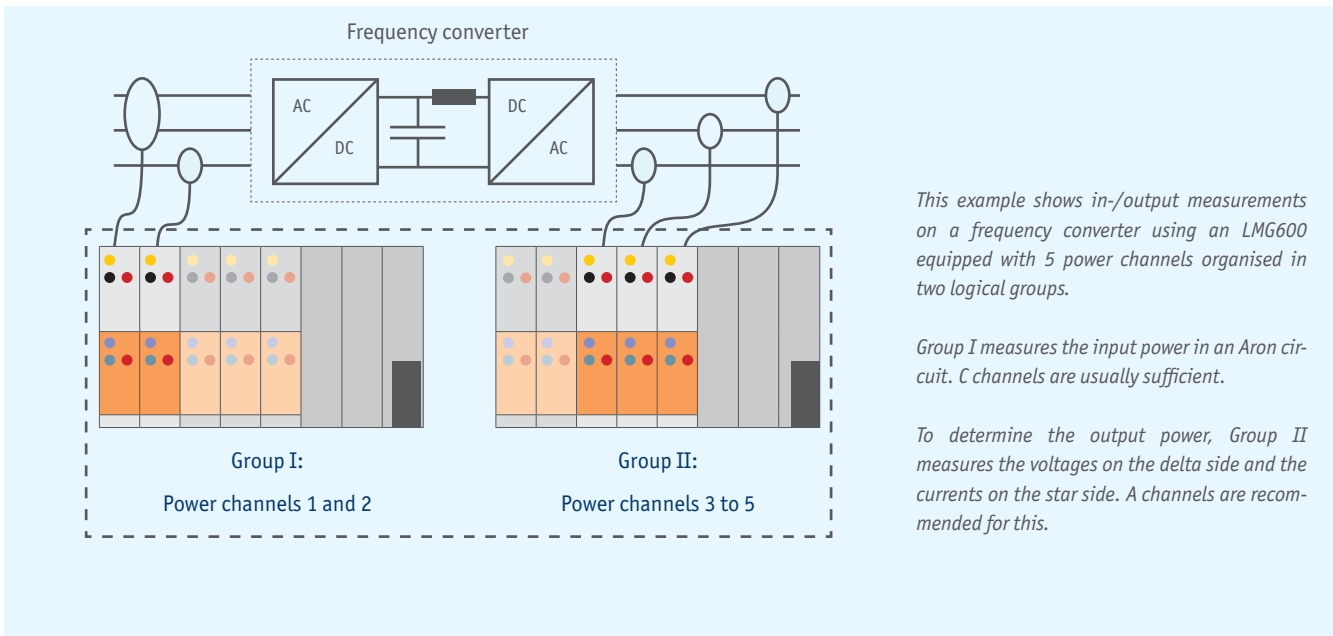 Frequency converter
AC
DC
DC
AC
Group I:
Power channels 1 and 2
Group II:
Power channels 3 to 5
This example shows in-/output measurements
on a frequency converter using an LMG600
equipped with 5 power channels organised in
two logical groups.
Group I measures the input power in an Aron cir-
cuit. C channels are usually sufficient.
To determine the output power, Group II
measures the voltages on the delta side and the
currents on the star side. A channels are recom-
mended for this.